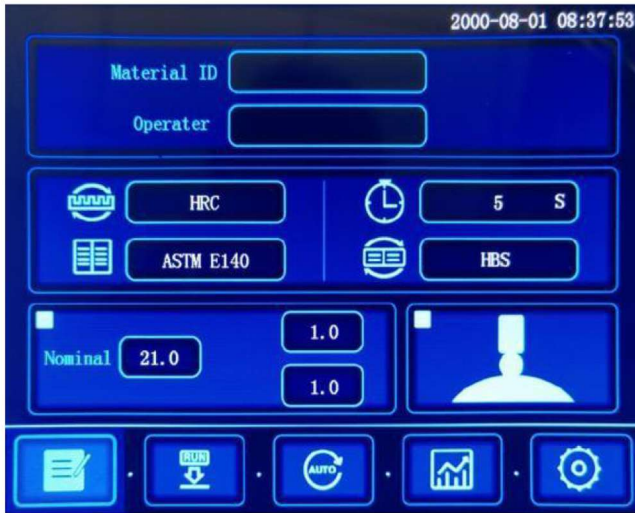 2000-08-01 08:37:53
Material ID
Operater
HRC
5 S
ASTM E140
HBS
Nominal 21.0
1.0
1.0
RUN
AUTO